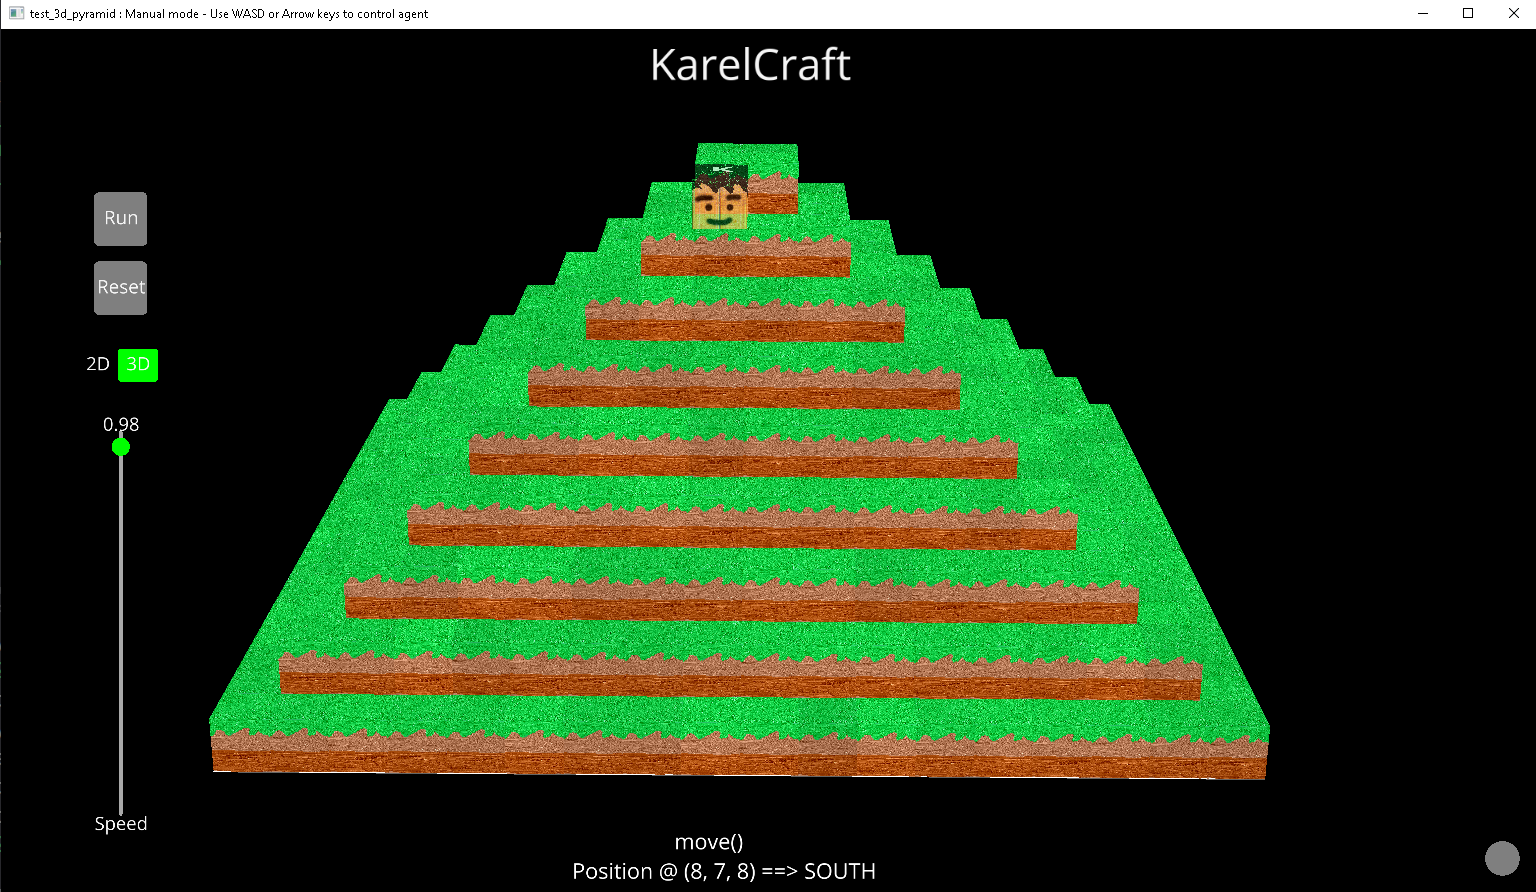 test_3d_pyramid : Manual mode - Use WASD or Arrow keys to control agent
KarelCraft
Run
Reset
2D 3D
0.98
Speed
move()
Position @ (8, 7, 8) ==> SOUTH